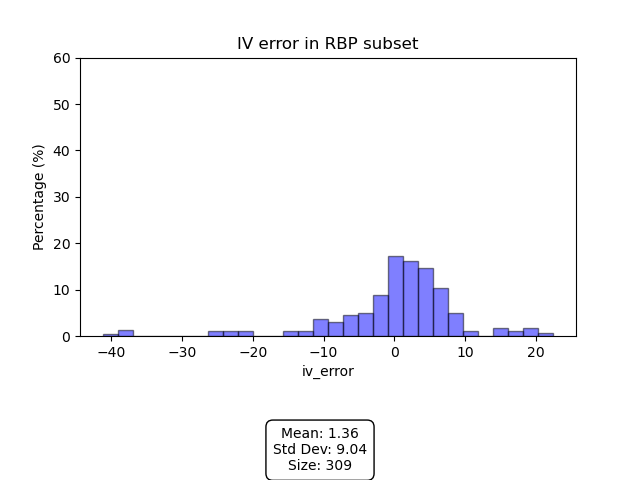 IV error in RBP subset
60
50
40
30
20
10
0
Percentage (%)
−40 −30 −20 −10 0 10 20
iv_error
Mean: 1.36
Std Dev: 9.04
Size: 309